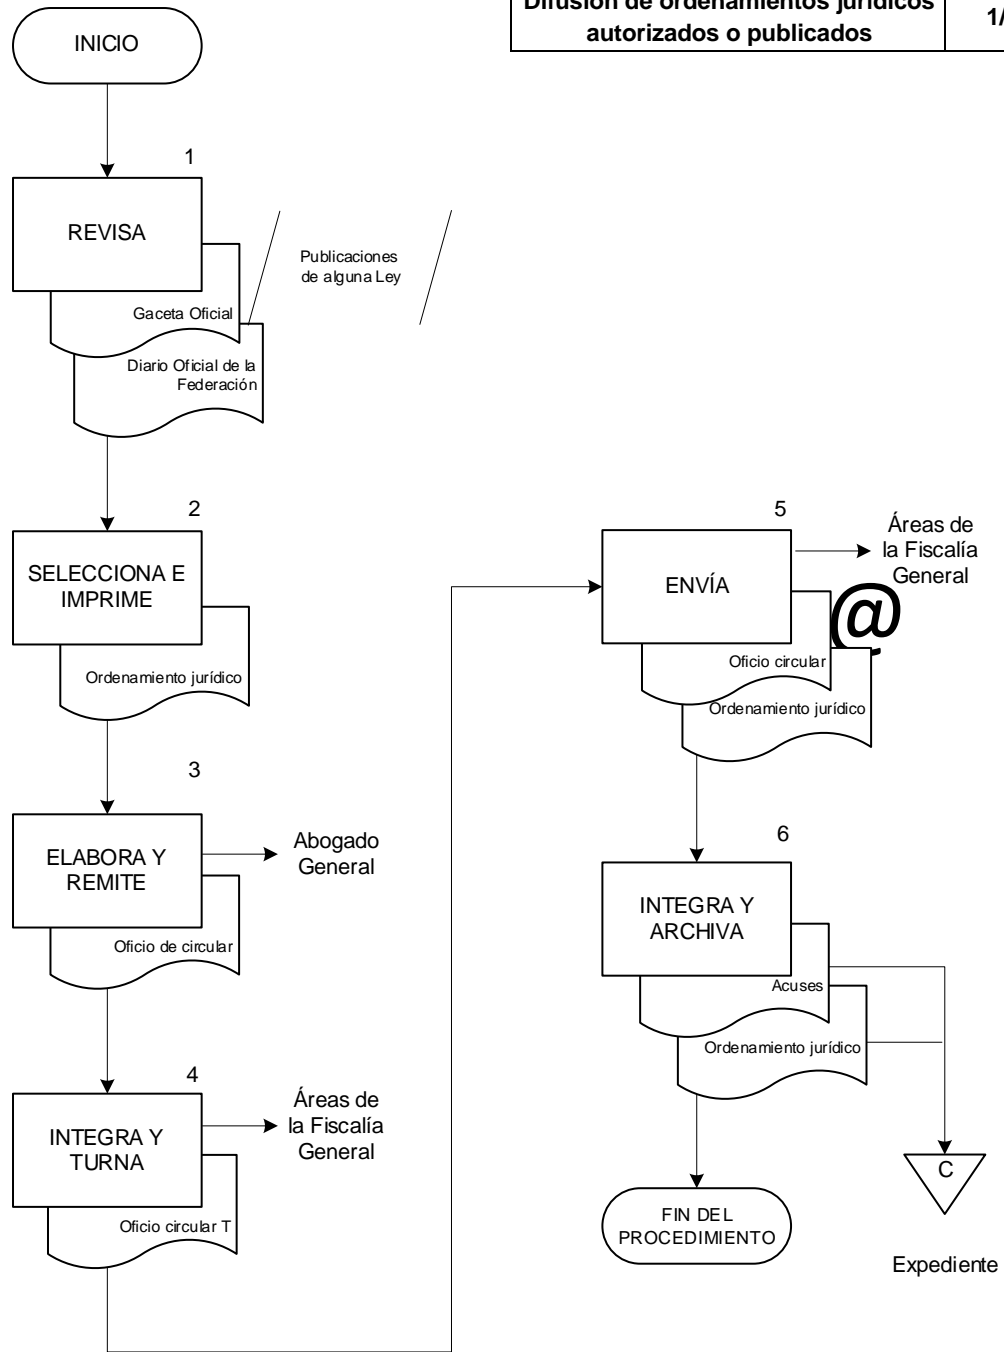 Difusión de ordenamientos jurídicos
autorizados o publicados
1/
INICIO
1
REVISA
Gaceta Oficial
Diario Oficial de la
Federación
Publicaciones
de alguna Ley
2
SELECCIONA E
IMPRIME
Ordenamiento jurídico
3
ELABORA Y
REMITE
Abogado
General
Oficio de circular
4
INTEGRA Y
TURNA
Áreas de
la Fiscalía
General
Oficio circular T
5
ENVÍA
Áreas de
la Fiscalía
General
@
Oficio circular
Ordenamiento jurídico
6
INTEGRA Y
ARCHIVA
Acuses
Ordenamiento jurídico
C
Expediente
FIN DEL
PROCEDIMIENTO